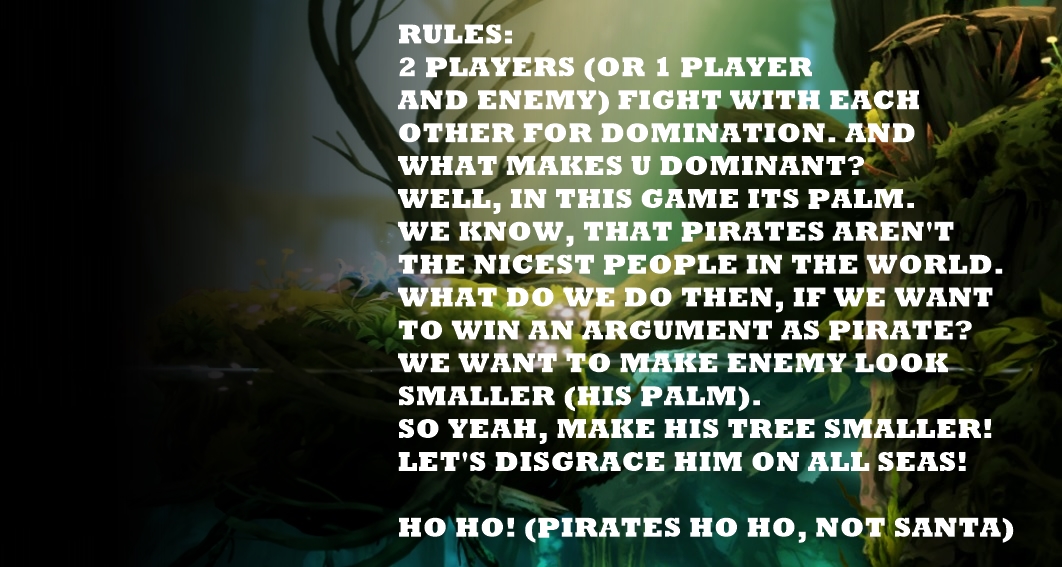 RULES:
2 PLAYERS (OR 1 PLAYER
AND ENEMY) FIGHT WITH EACH
OTHER FOR DOMINATION. AND
WHAT MAKES U DOMINANT?
WELL, IN THIS GAME ITS PALM.
WE KNOW, THAT PIRATES AREN'T
THE NICEST PEOPLE IN THE WORLD.
WHAT DO WE DO THEN, IF WE WANT
TO WIN AN ARGUMENT AS PIRATE?
WE WANT TO MAKE ENEMY LOOK
SMALLER (HIS PALM).
SO YEAH, MAKE HIS TREE SMALLER!
LET'S DISGRACE HIM ON ALL SEAS!
HO HO! (PIRATES HO HO, NOT SANTA)